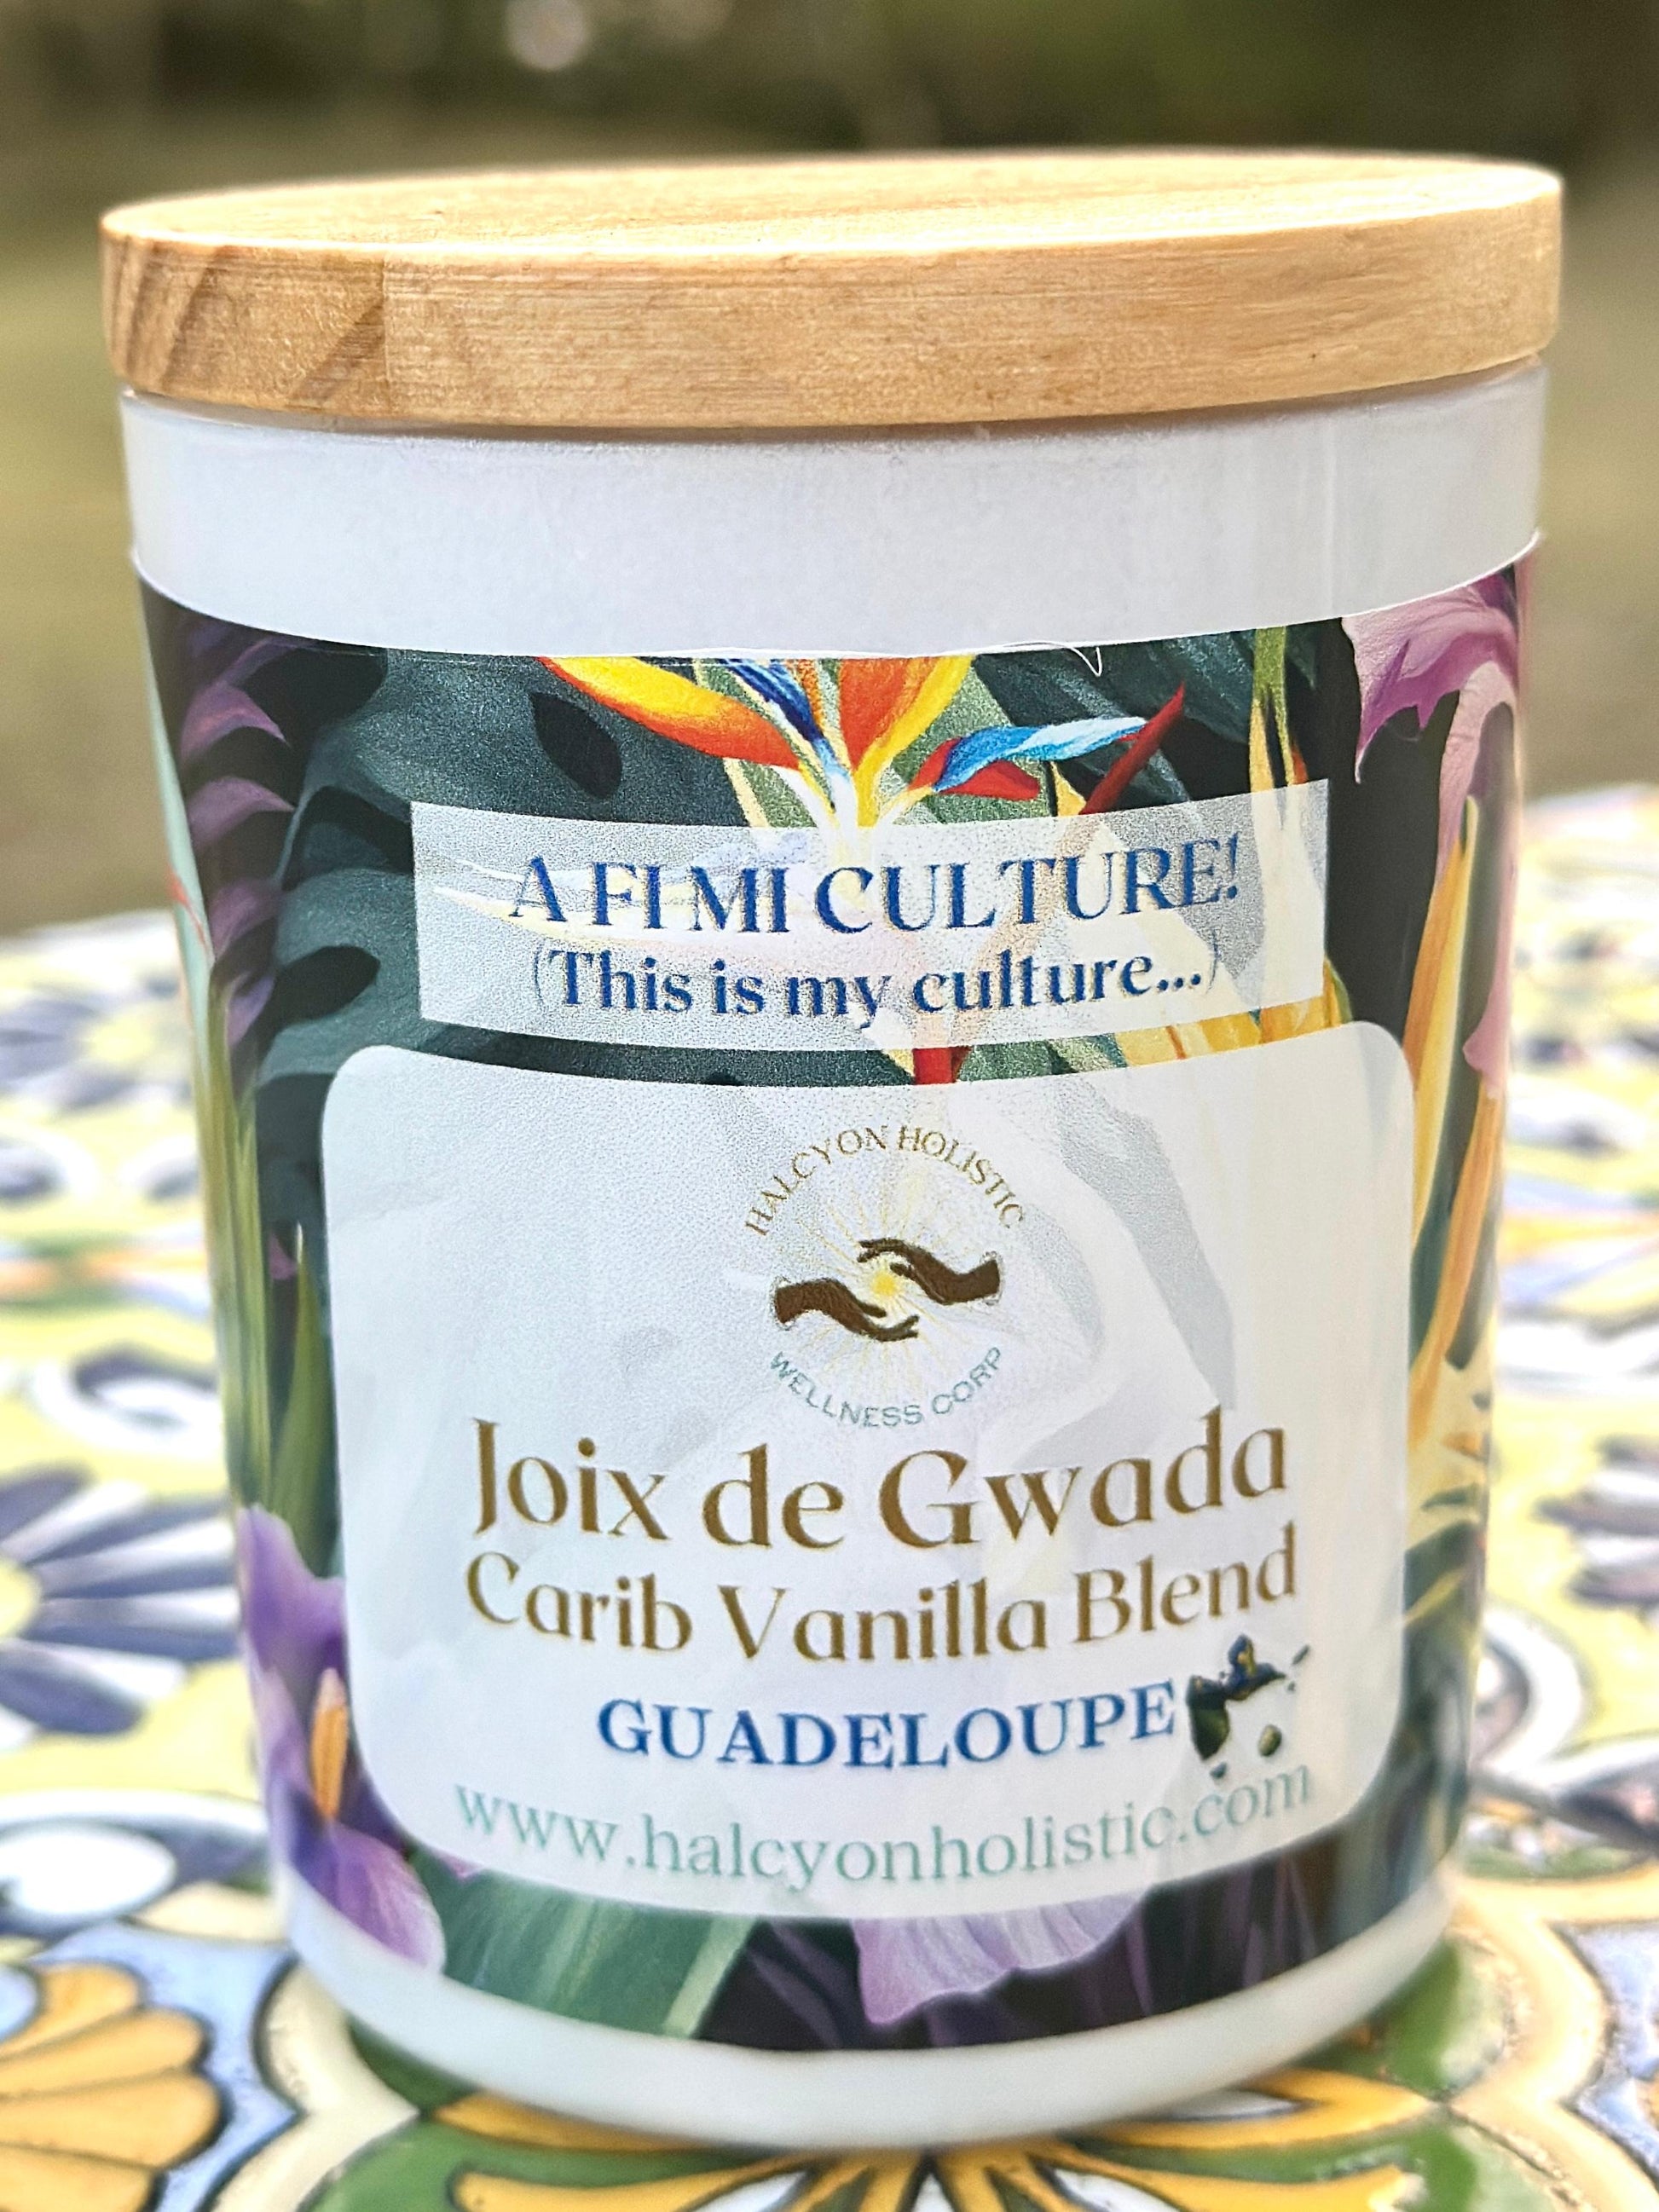 A FI MI CULTURE!
(This is my culture...)
HALCYON HOLISTIC
WELLNESS CORP
Joix de Gwada
Carib Vanilla Blend
GUADELOUPE
www.halcyonholistic.com